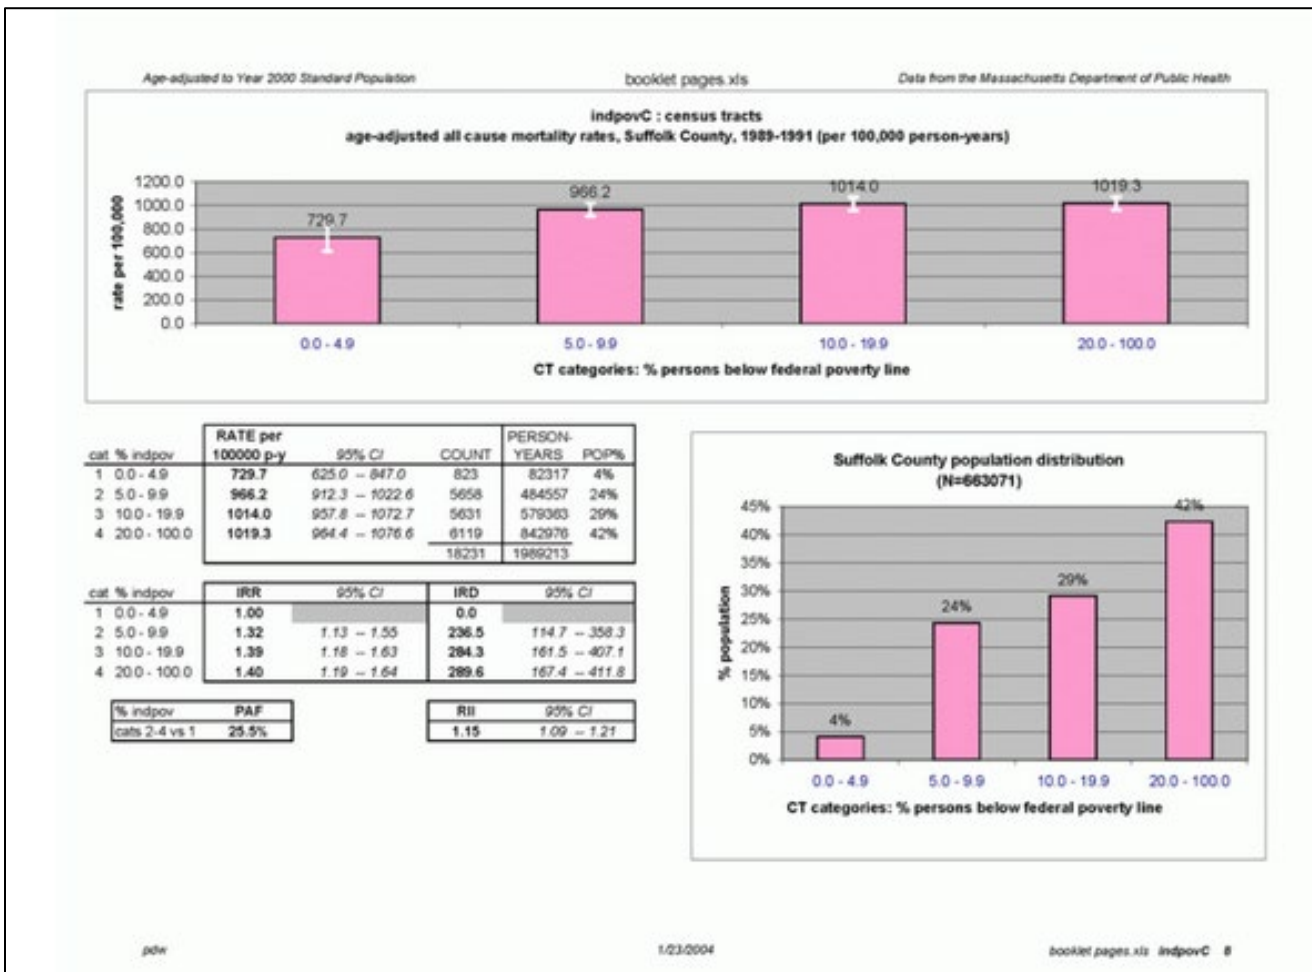 Age-adjusted to Year 2000 Standard Population booklet pages.xls Data from the Massachusetts Department of Public Health
indpovC : census tracts
age-adjusted all cause mortality rates, Suffolk County, 1989-1991 (per 100,000 person-years)
rate per 100,000
1200.0
1000.0
800.0
600.0
400.0
200.0
0.0
729.7 966.2 1014.0 1019.3
0.0 - 4.9 5.0 - 9.9 10.0 - 19.9 20.0 - 100.0
CT categories: % persons below federal poverty line
RATE per PERSON-
cat % indpov 100000 p-y 95% CI COUNT YEARS POP%
1 0.0 - 4.9 729.7 625.0 -- 847.0 823 82317 4%
2 5.0 - 9.9 966.2 912.3 -- 1022.6 5658 484557 24%
3 10.0 - 19.9 1014.0 957.8 -- 1072.7 5631 579363 29%
4 20.0 - 100.0 1019.3 964.4 -- 1076.6 6119 842976 42%
18231 1989213
cat % indpov IRR 95% CI IRD 95% CI
1 0.0 - 4.9 1.00 0.0
2 5.0 - 9.9 1.32 1.13 -- 1.55 236.5 114.7 -- 358.3
3 10.0 - 19.9 1.39 1.18 -- 1.63 284.3 161.5 -- 407.1
4 20.0 - 100.0 1.40 1.19 -- 1.64 289.6 167.4 -- 411.8
% indpov PAF RII 95% CI
cats 2-4 vs 1 25.5% 1.15 1.09 -- 1.21
Suffolk County population distribution
(N=663071)
% population
45%
40%
35%
30%
25%
20%
15%
10%
5%
0%
4% 24% 29% 42%
0.0 - 4.9 5.0 - 9.9 10.0 - 19.9 20.0 - 100.0
CT categories: % persons below federal poverty line
pdw 1/23/2004 booklet pages.xls indpovC